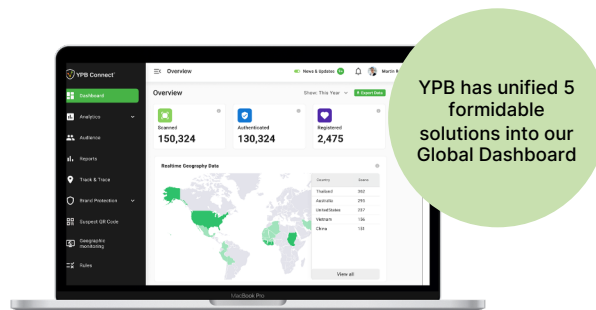 YPB Connect
Overview
News & Updates
Martin R
Dashboard
Analytics
Audience
Reports
Track & Trace
Brand Protection
Suspect QR Code
Geographic
monitoring
Rules
Overview
Show: This Year
Export Data
Scanned
150,324
Authenticated
130,324
Registered
2,475
Realtime Geography Data
Country
Thailand
Australia
United States
Vietnam
China
View all
MacBook Pro
YPB has unified 5
formidable
solutions into our
Global Dashboard